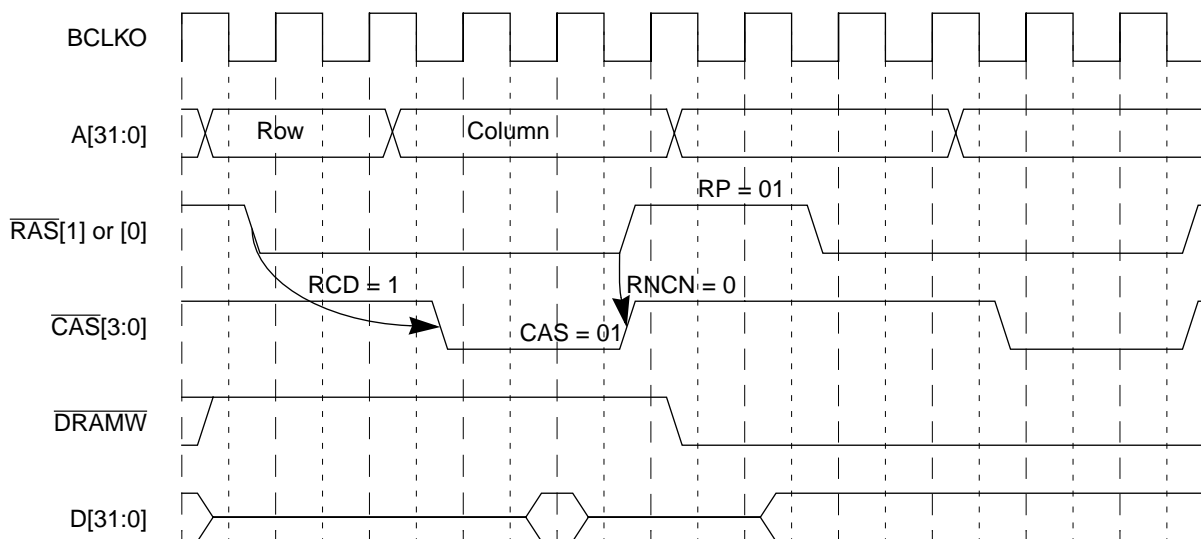 BCLKO
A[31:0]
Row
Column
RP = 01
RAS[1] or [0]
RCD = 1
RNCN = 0
CAS[3:0]
CAS = 01
DRAMW
D[31:0]